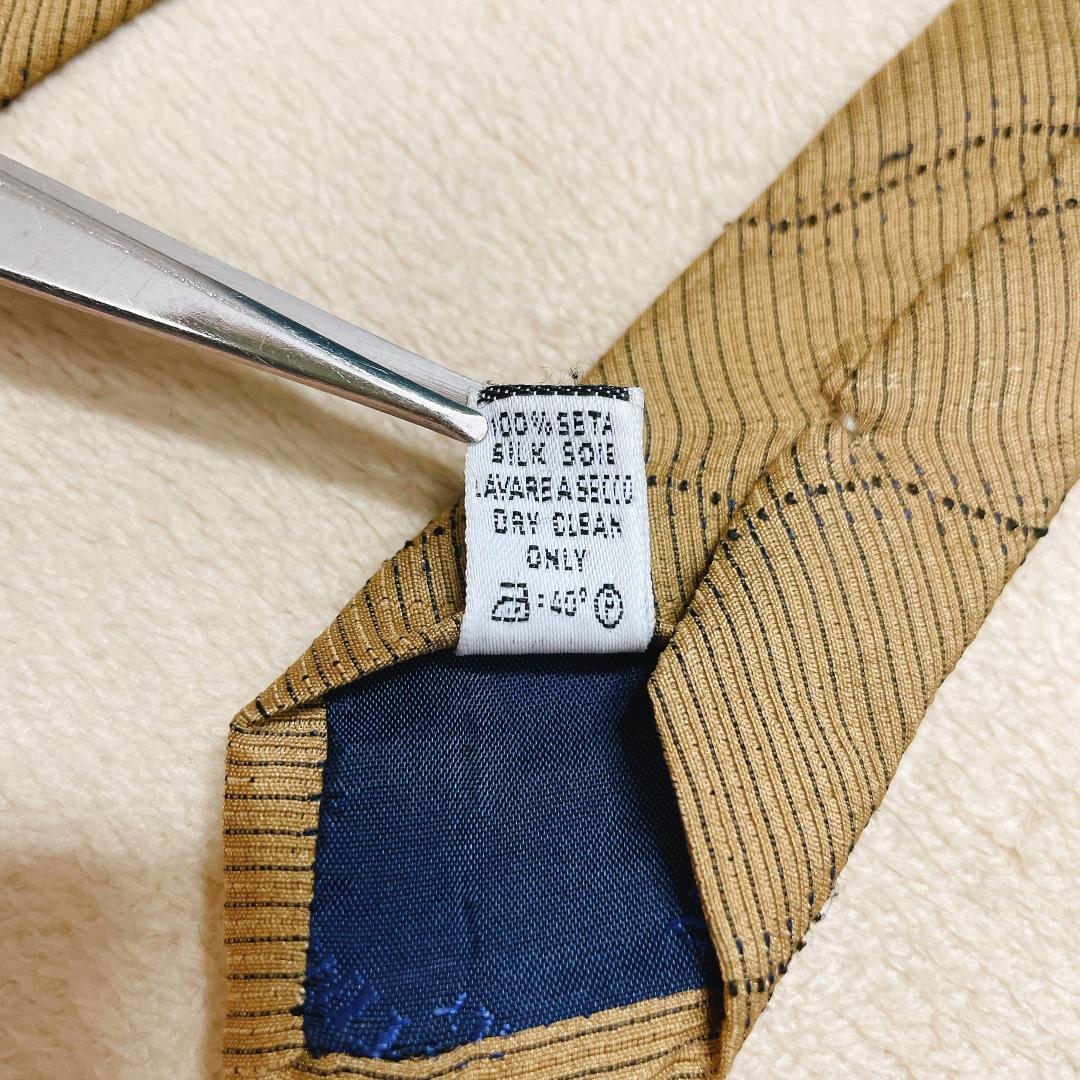 100% SETA
SILK SOIE
LAVARE A SECCO
DRY CLEAN
ONLY
:40° P